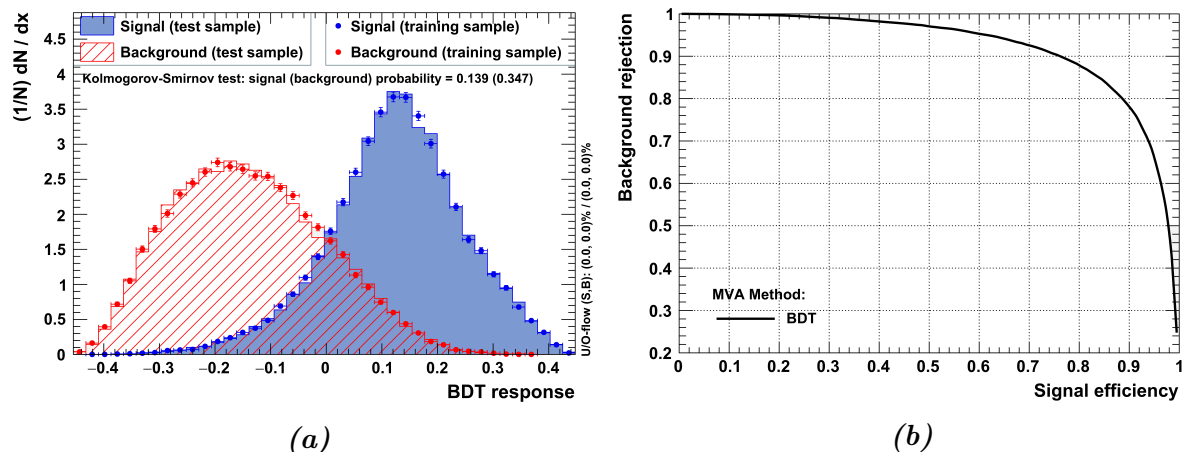 (1/N) dN / dx
4.5
4
3.5
3
2.5
2
1.5
1
0.5
0
Signal (test sample)
Background (test sample)
Signal (training sample)
Background (training sample)
Kolmogorov-Smirnov test: signal (background) probability = 0.139 (0.347)
U/O-flow (S,B): (0.0, 0.0)% / (0.0, 0.0)%
−0.4 −0.3 −0.2 −0.1 0 0.1 0.2 0.3 0.4
BDT response
(a)
Background rejection
1
0.9
0.8
0.7
0.6
0.5
0.4
0.3
0.2
MVA Method:
BDT
0 0.1 0.2 0.3 0.4 0.5 0.6 0.7 0.8 0.9 1
Signal efficiency
(b)